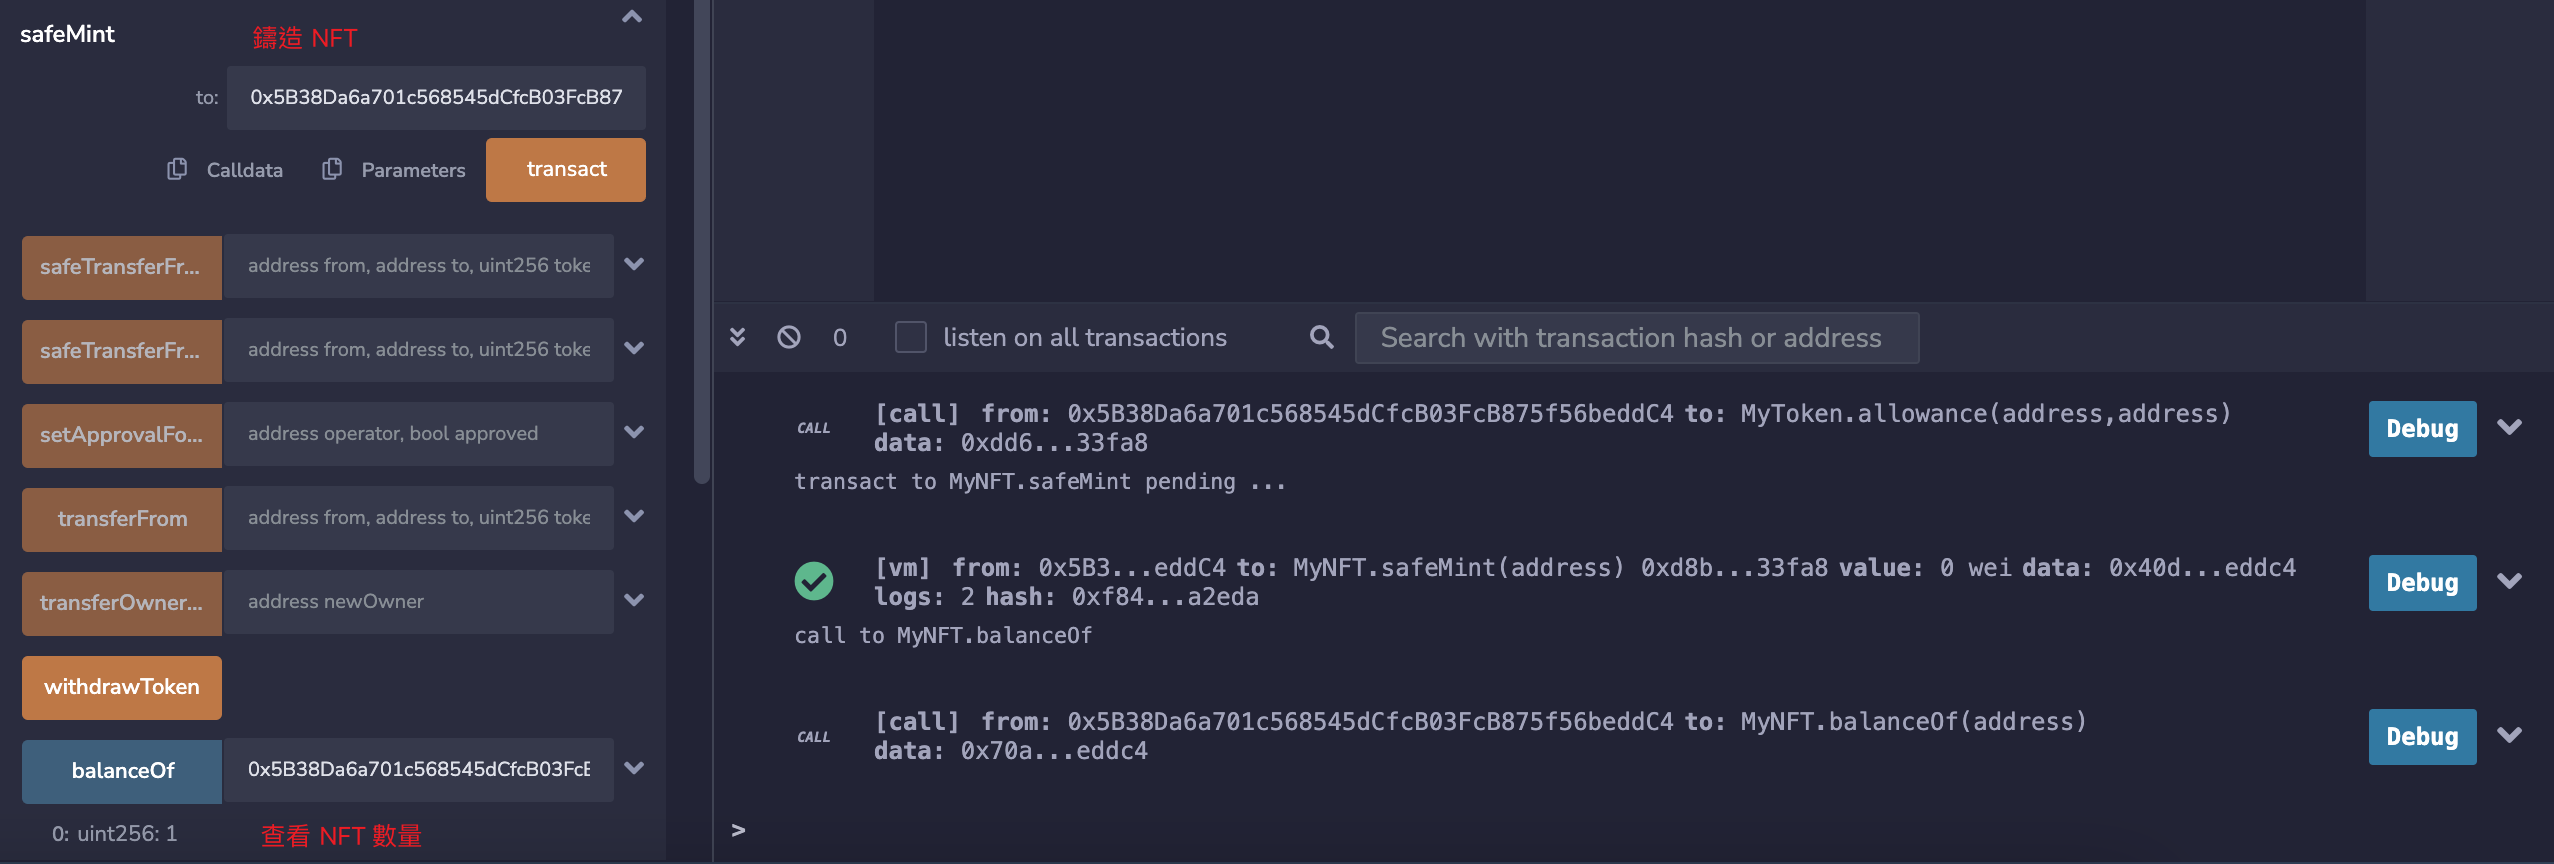 safeMint 鑄造 NFT
to: 0x5B38Da6a701c568545dCfcB03FcB87
Calldata Parameters transact
safeTransferFr... address from, address to, uint256 toke
safeTransferFr... address from, address to, uint256 toke
setApprovalFo... address operator, bool approved
transferFrom address from, address to, uint256 toke
transferOwner... address newOwner
withdrawToken
balanceOf 0x5B38Da6a701c568545dCfcB03FcB
0: uint256: 1 查看 NFT 數量
0 listen on all transactions Search with transaction hash or address
CALL [call] from: 0x5B38Da6a701c568545dCfcB03FcB875f56beddC4 to: MyToken.allowance(address,address) Debug
data: 0xdd6...33fa8
transact to MyNFT.safeMint pending ...
[vm] from: 0x5B3...eddC4 to: MyNFT.safeMint(address) 0xd8b...33fa8 value: 0 wei data: 0x40d...eddc4 Debug
logs: 2 hash: 0xf84...a2eda
call to MyNFT.balanceOf
CALL [call] from: 0x5B38Da6a701c568545dCfcB03FcB875f56beddC4 to: MyNFT.balanceOf(address) Debug
data: 0x70a...eddc4
>